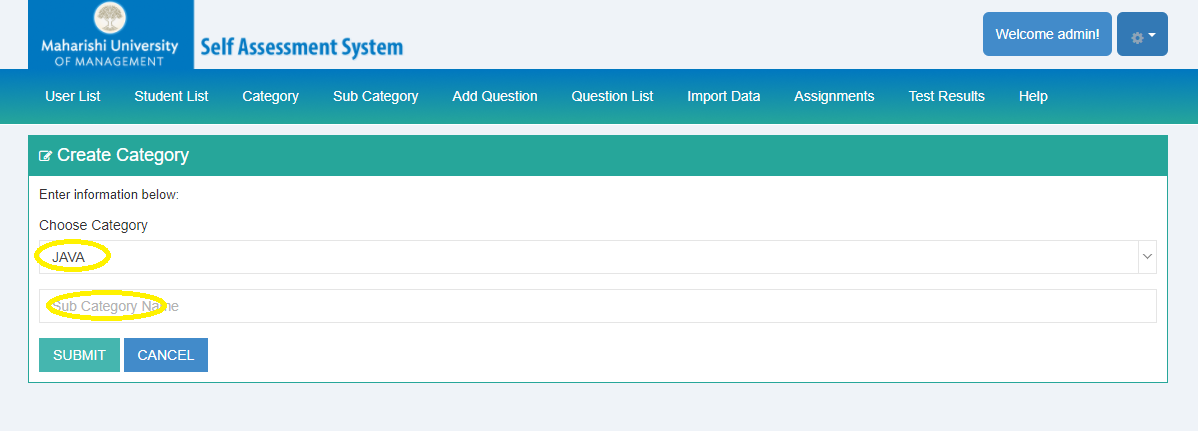 Maharishi University
OF MANAGEMENT
Self Assessment System
Welcome admin!
User List Student List Category Sub Category Add Question Question List Import Data Assignments Test Results Help
Create Category
Enter information below:
Choose Category
JAVA
Sub Category Name
SUBMIT CANCEL